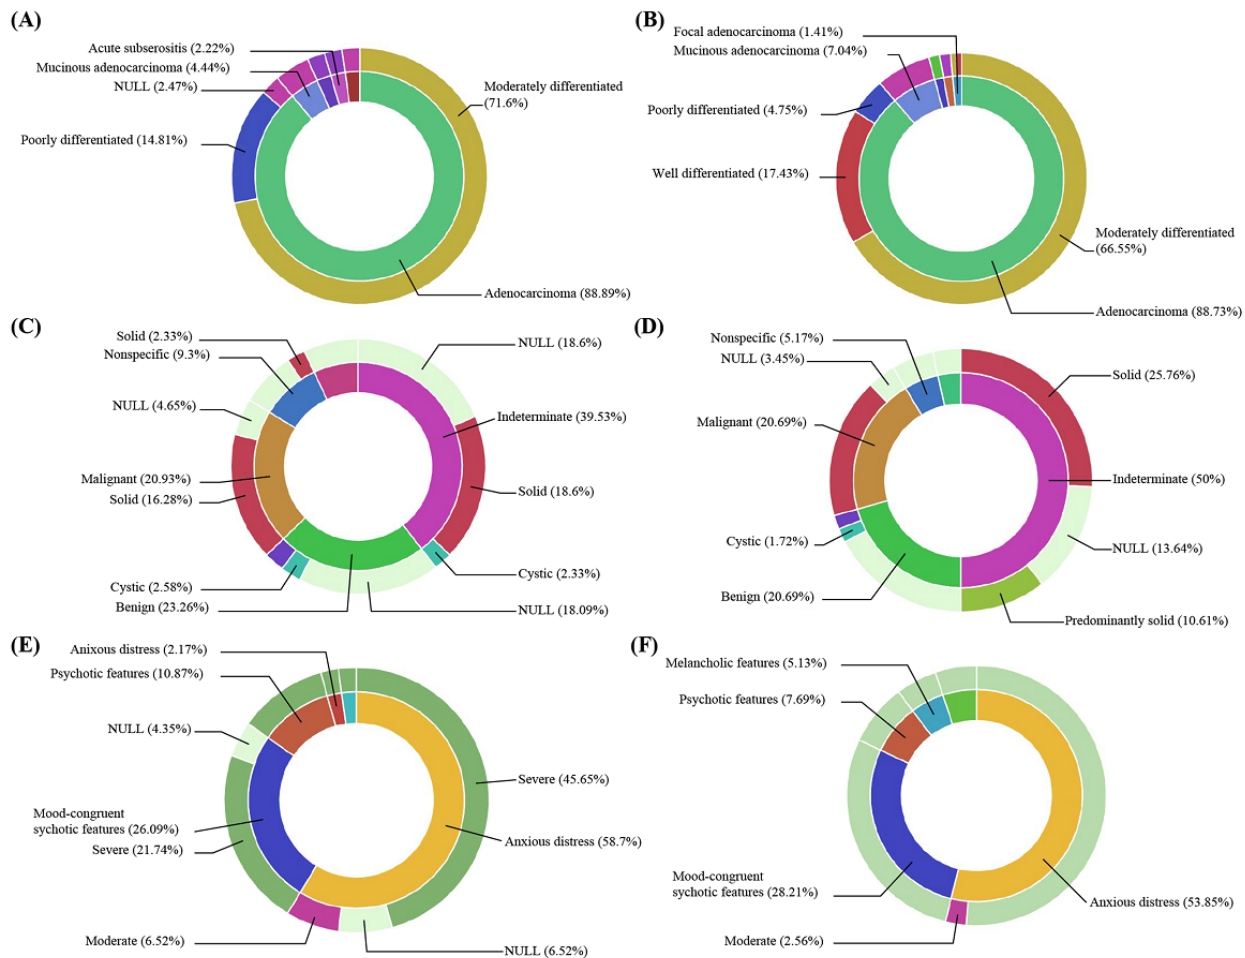 (A)
Acute subserositis (2.22%)
Mucinous adenocarcinoma (4.44%)
NULL (2.47%)
Moderately differentiated
(71.6%)
Poorly differentiated (14.81%)
Adenocarcinoma (88.89%)
(B)
Focal adenocarcinoma (1.41%)
Mucinous adenocarcinoma (7.04%)
Poorly differentiated (4.75%)
Well differentiated (17.43%)
Moderately differentiated
(66.55%)
Adenocarcinoma (88.73%)
(C)
Solid (2.33%)
Nonspecific (9.3%)
NULL (18.6%)
NULL (4.65%)
Indeterminate (39.53%)
Malignant (20.93%)
Solid (16.28%)
Solid (18.6%)
Cystic (2.58%)
Cystic (2.33%)
Benign (23.26%)
NULL (18.09%)
(D)
Nonspecific (5.17%)
NULL (3.45%)
Solid (25.76%)
Malignant (20.69%)
Indeterminate (50%)
Cystic (1.72%)
NULL (13.64%)
Benign (20.69%)
Predominantly solid (10.61%)
(E)
Anixous distress (2.17%)
Psychotic features (10.87%)
NULL (4.35%)
Severe (45.65%)
Mood-congruent
sychotic features (26.09%)
Severe (21.74%)
Anxious distress (58.7%)
Moderate (6.52%)
NULL (6.52%)
(F)
Melancholic features (5.13%)
Psychotic features (7.69%)
Mood-congruent
sychotic features (28.21%)
Anxious distress (53.85%)
Moderate (2.56%)